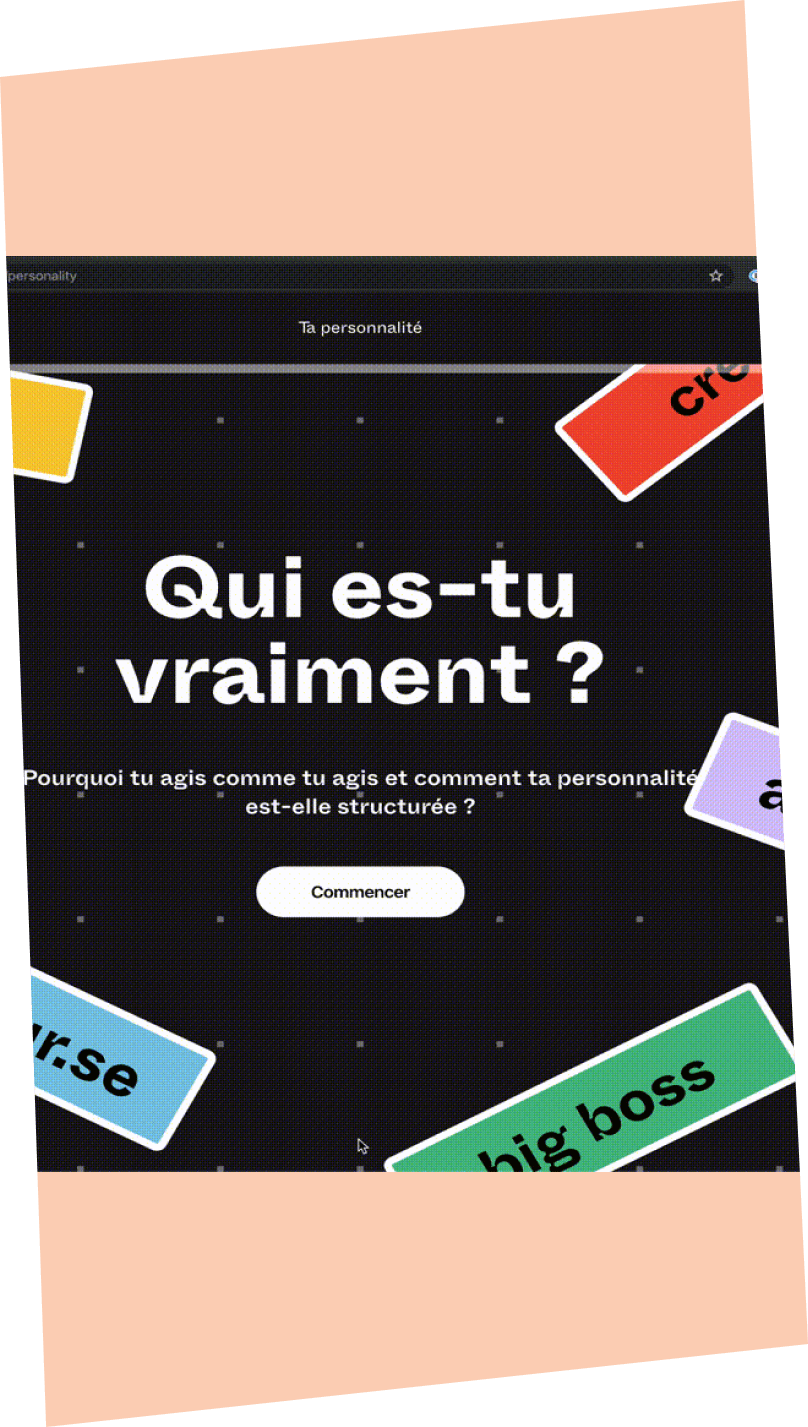 personality
Ta personnalité
cre
Qui es-tu
vraiment ?
Pourquoi tu agis comme tu agis et comment ta personnalité
est-elle structurée ?
a
Commencer
ur.se
big boss